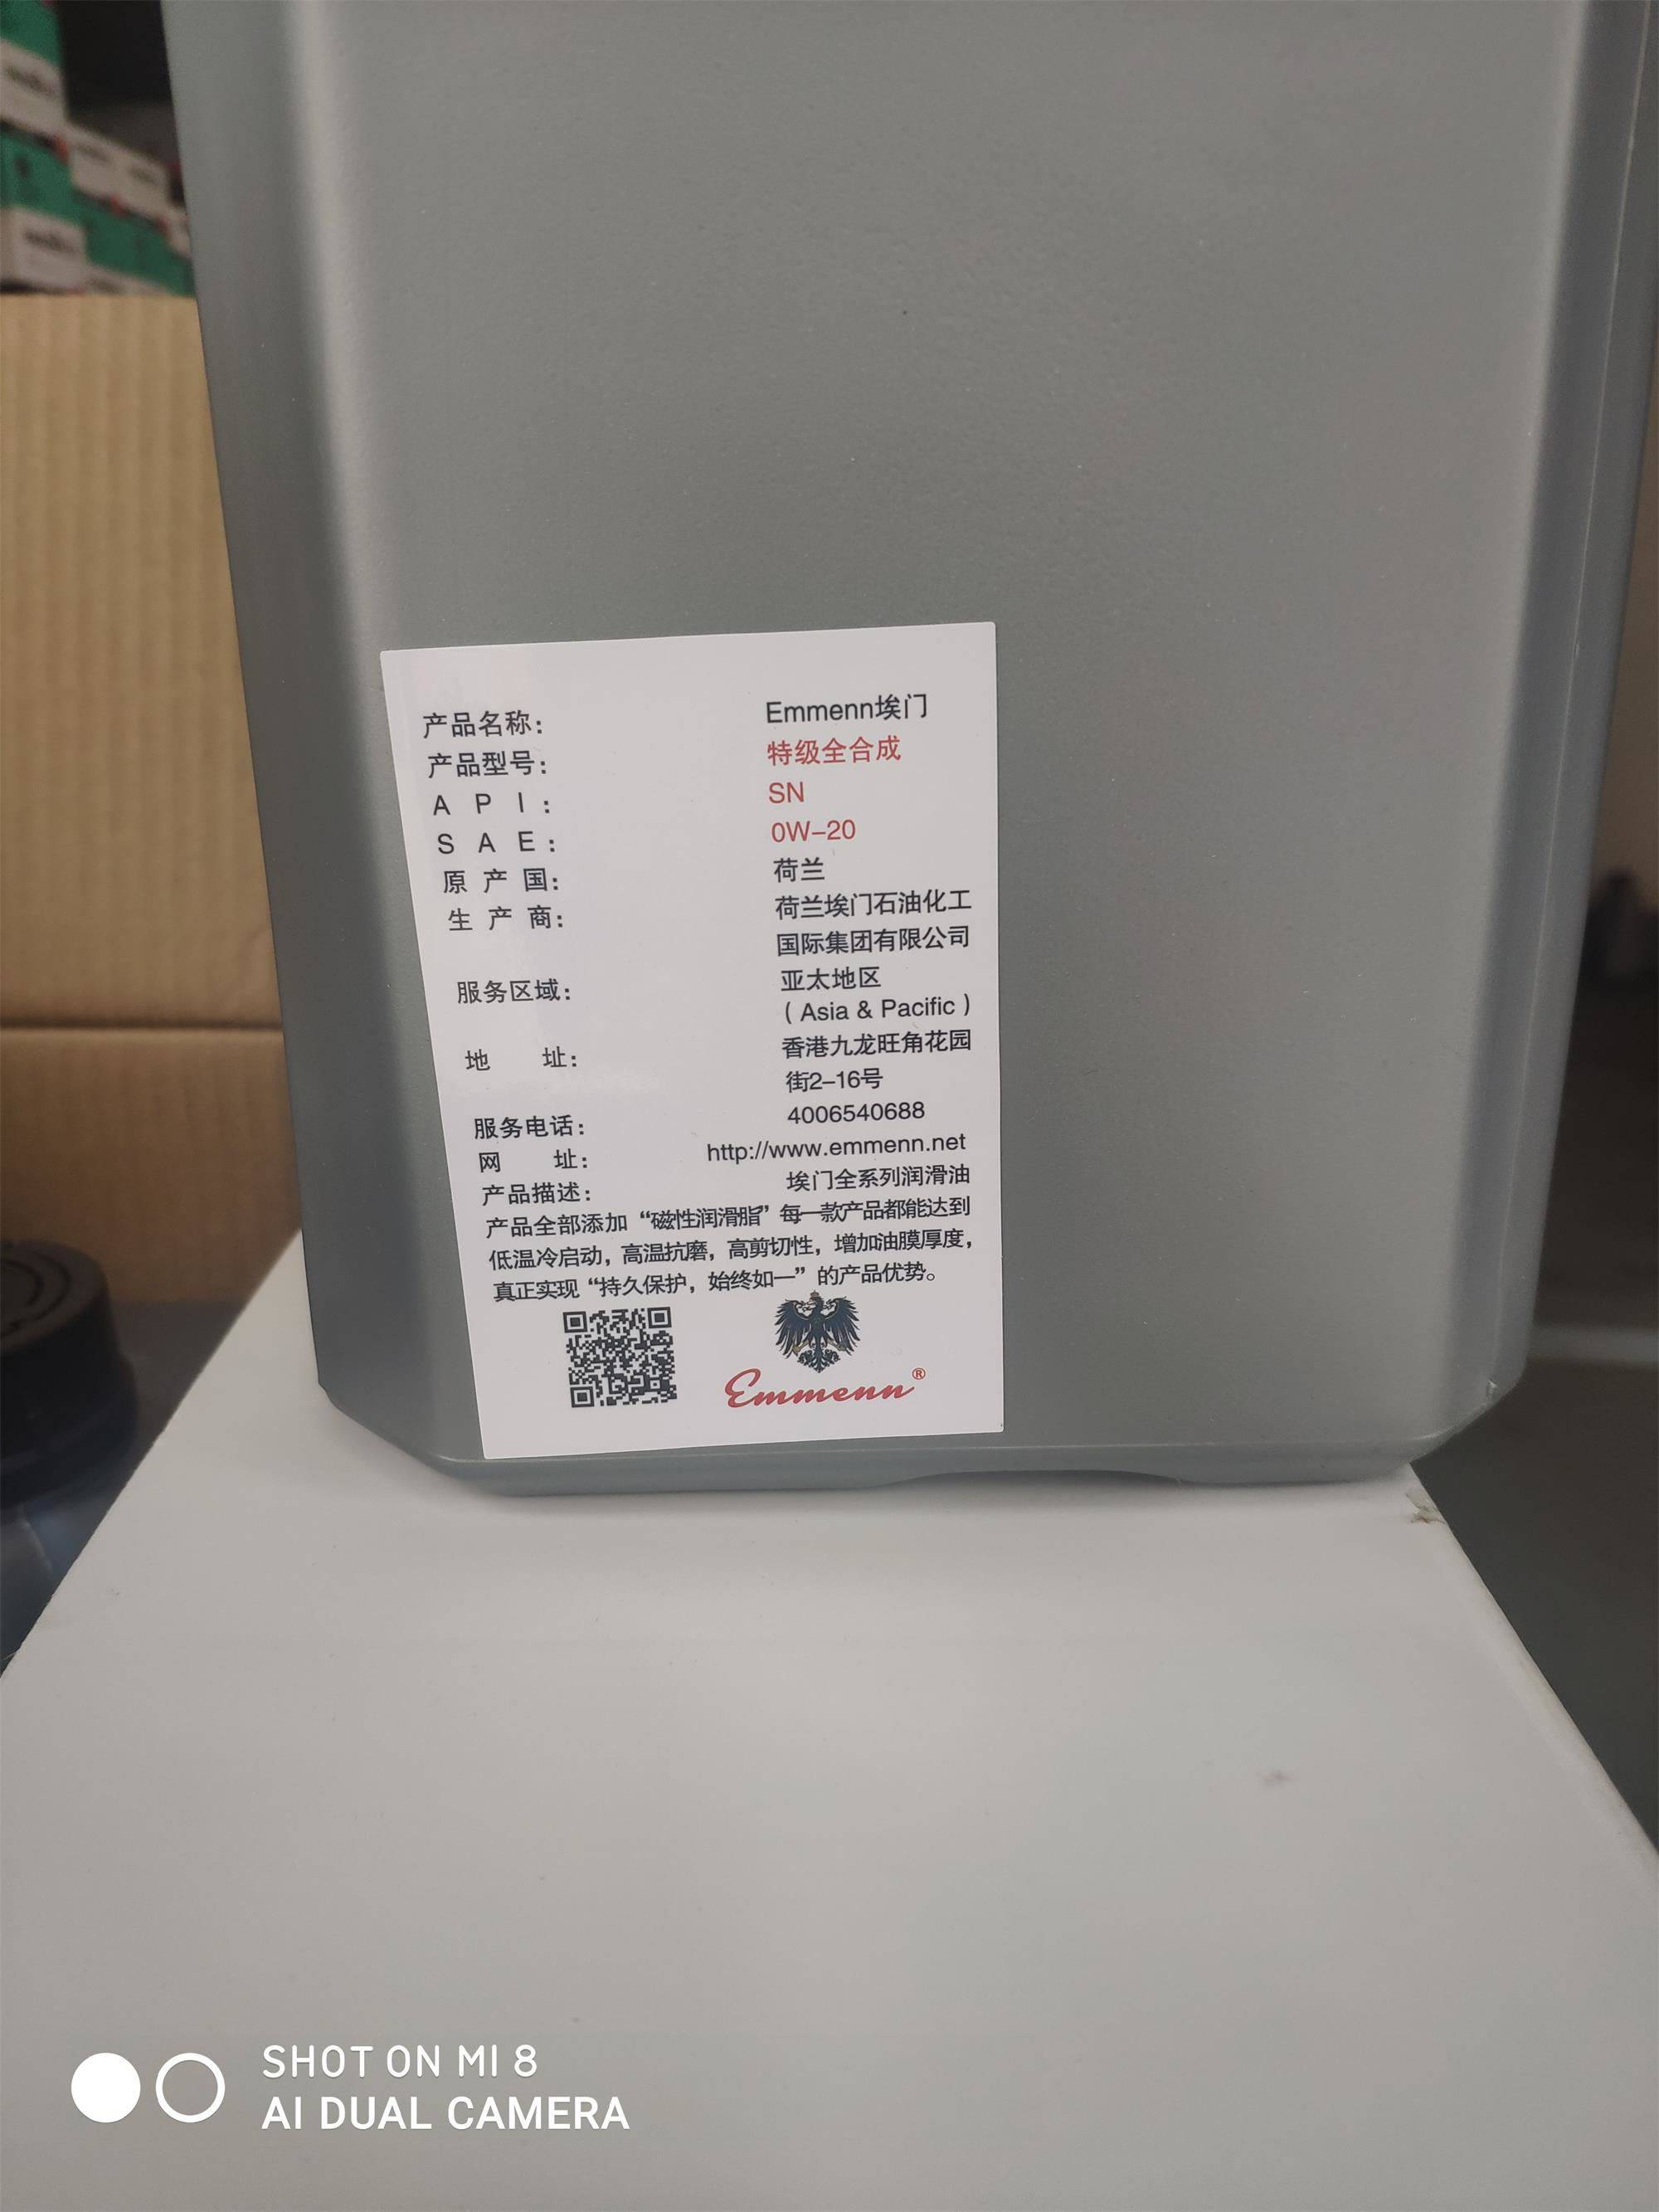 产品名称： Emmenn埃门
产品型号： 特级全合成
API： SN
SAE： 0W-20
原产国： 荷兰
生产商： 荷兰埃门石油化工
国际集团有限公司
服务区域： 亚太地区
(Asia & Pacific)
地址： 香港九龙旺角花园
街2-16号
服务电话： 4006540688
网址： http://www.emmenn.net
产品描述： 埃门全系列润滑油
产品全部添加“磁性润滑脂”每一款产品都能达到
低温冷启动，高温抗磨，高剪切性，增加油膜厚度，
真正实现“持久保护，始终如一”的产品优势。
Emmenn®
SHOT ON MI 8
AI DUAL CAMERA